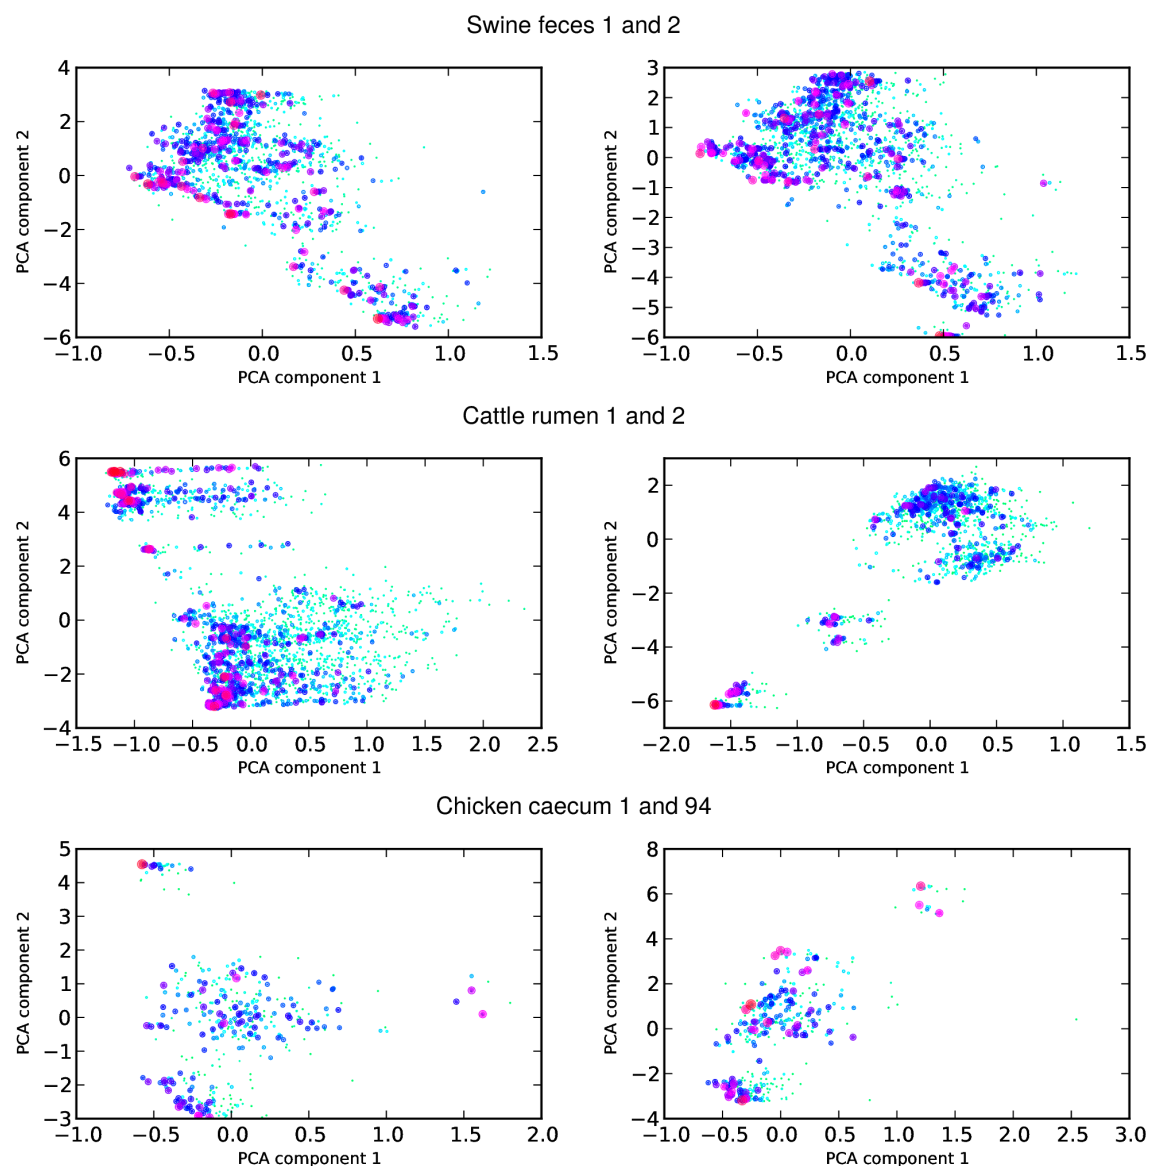 Swine feces 1 and 2
4
2
0
−2
−4
−6
−1.0 −0.5 0.0 0.5 1.0 1.5
PCA component 1
PCA component 2
3
2
1
0
−1
−2
−3
−4
−5
−6
−1.0 −0.5 0.0 0.5 1.0 1.5
PCA component 1
PCA component 2
Cattle rumen 1 and 2
6
4
2
0
−2
−4
−1.5 −1.0 −0.5 0.0 0.5 1.0 1.5 2.0 2.5
PCA component 1
PCA component 2
2
0
−2
−4
−6
−2.0 −1.5 −1.0 −0.5 0.0 0.5 1.0 1.5
PCA component 1
PCA component 2
Chicken caecum 1 and 94
5
4
3
2
1
0
−1
−2
−3
−1.0 −0.5 0.0 0.5 1.0 1.5 2.0
PCA component 1
PCA component 2
8
6
4
2
0
−2
−4
−1.0 −0.5 0.0 0.5 1.0 1.5 2.0 2.5 3.0
PCA component 1
PCA component 2